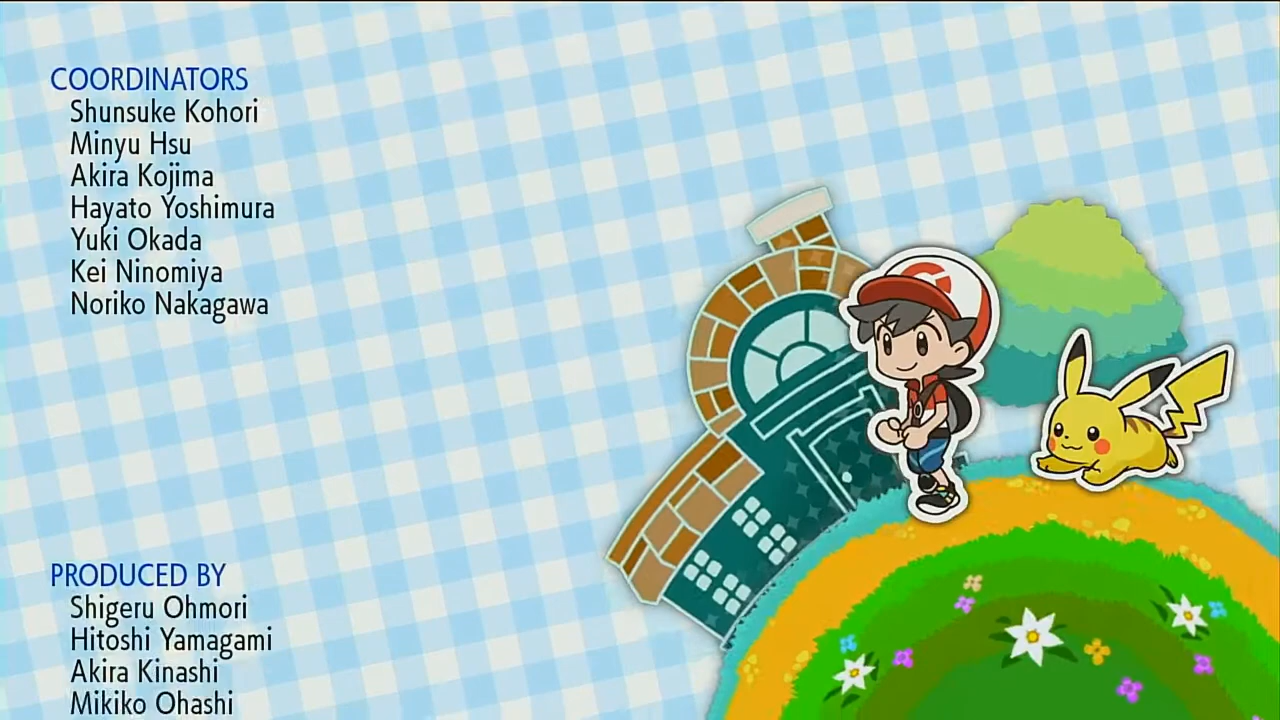 COORDINATORS
Shunsuke Kohori
Minyu Hsu
Akira Kojima
Hayato Yoshimura
Yuki Okada
Kei Ninomiya
Noriko Nakagawa
PRODUCED BY
Shigeru Ohmori
Hitoshi Yamagami
Akira Kinashi
Mikiko Ohashi